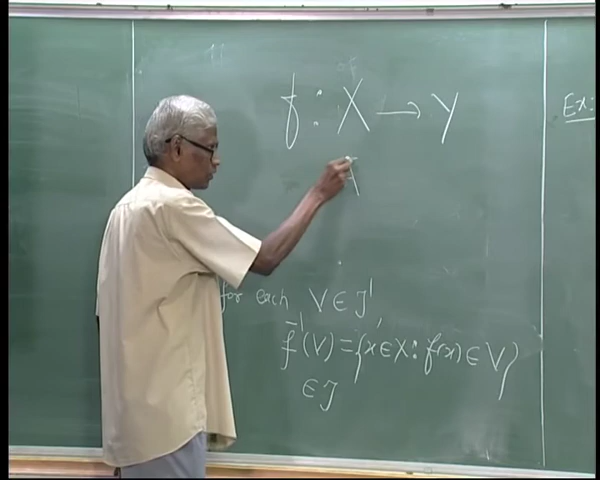 f : X → Y
Ex:
for each V ∈ J'
f⁻¹(V) = {x ∈ X : f(x) ∈ V}
∈ J